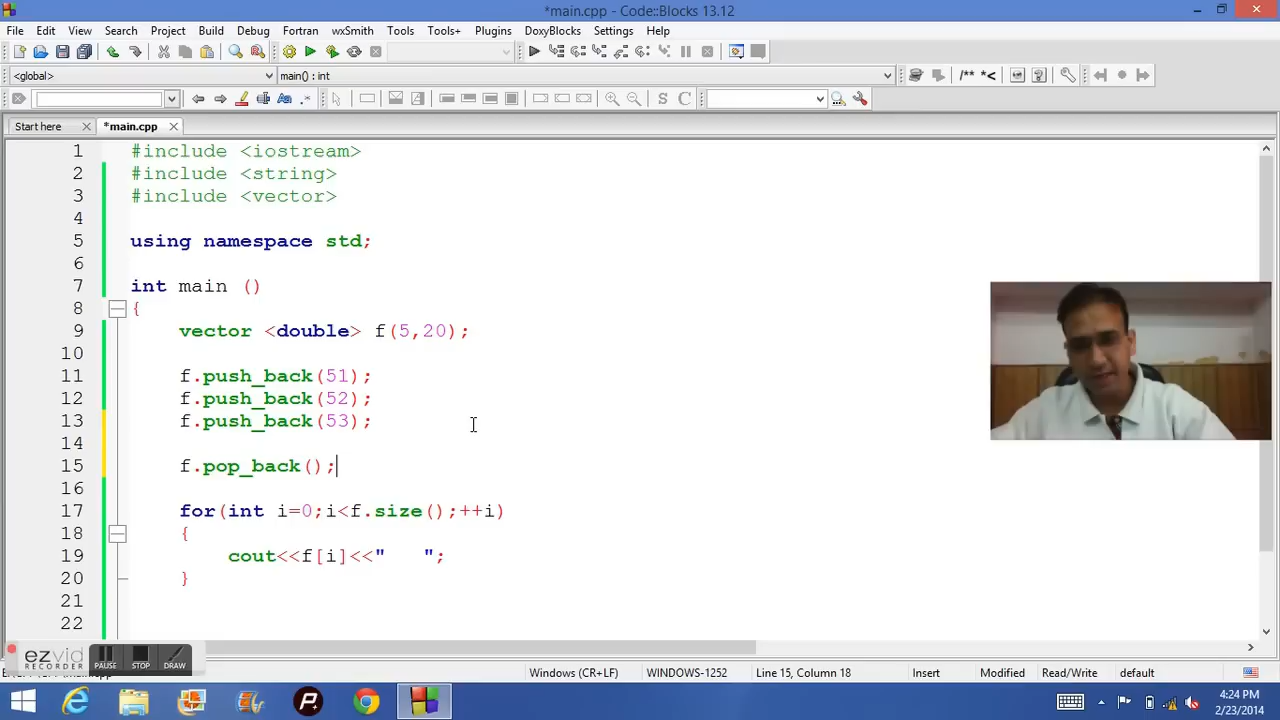 *main.cpp - Code::Blocks 13.12
File Edit View Search Project Build Debug Fortran wxSmith Tools Tools+ Plugins DoxyBlocks Settings Help
<global> main() : int
/** *<
S C
Start here *main.cpp
1 #include <iostream>
2 #include <string>
3 #include <vector>
4
5 using namespace std;
6
7 int main ()
8 {
9 vector <double> f(5,20);
10
11 f.push_back(51);
12 f.push_back(52);
13 f.push_back(53);
14
15 f.pop_back();
16
17 for(int i=0;i<f.size();++i)
18 {
19 cout<<f[i]<<"   ";
20 }
21
22
ezvid RECORDER PAUSE STOP DRAW
Windows (CR+LF) WINDOWS-1252 Line 15, Column 18 Insert Modified Read/Write default
4:24 PM
2/23/2014